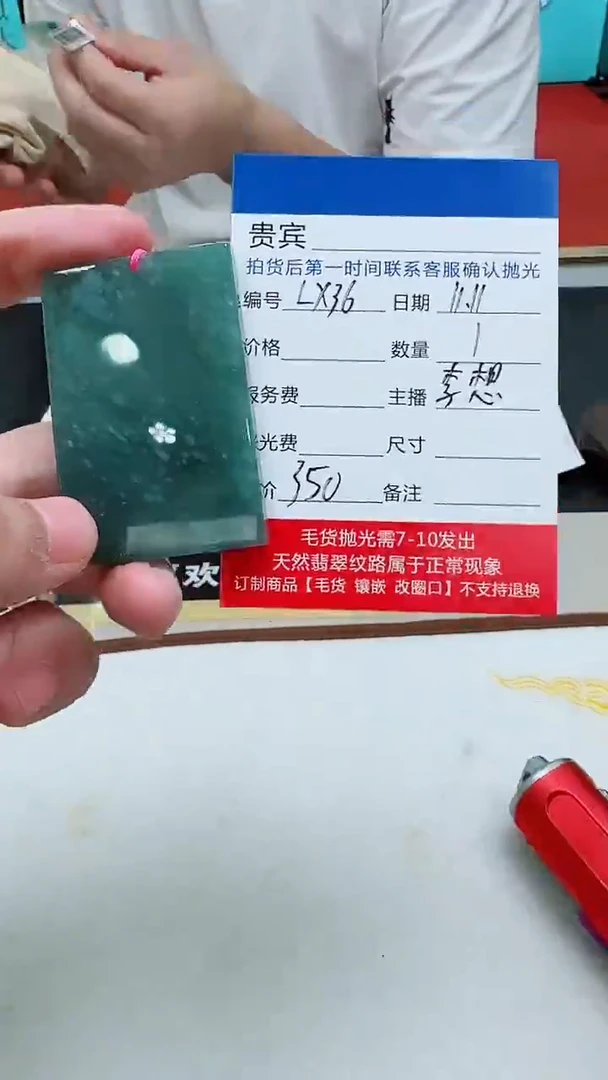 贵宾
拍货后第一时间联系客服确认抛光
编号 LX36 日期 11.11
价格 数量 1
服务费 主播 李想
光费 尺寸
价 350 备注
毛货抛光需7-10发出
天然翡翠纹路属于正常现象
订制商品【毛货 镶嵌 改圈口】不支持退换
欢